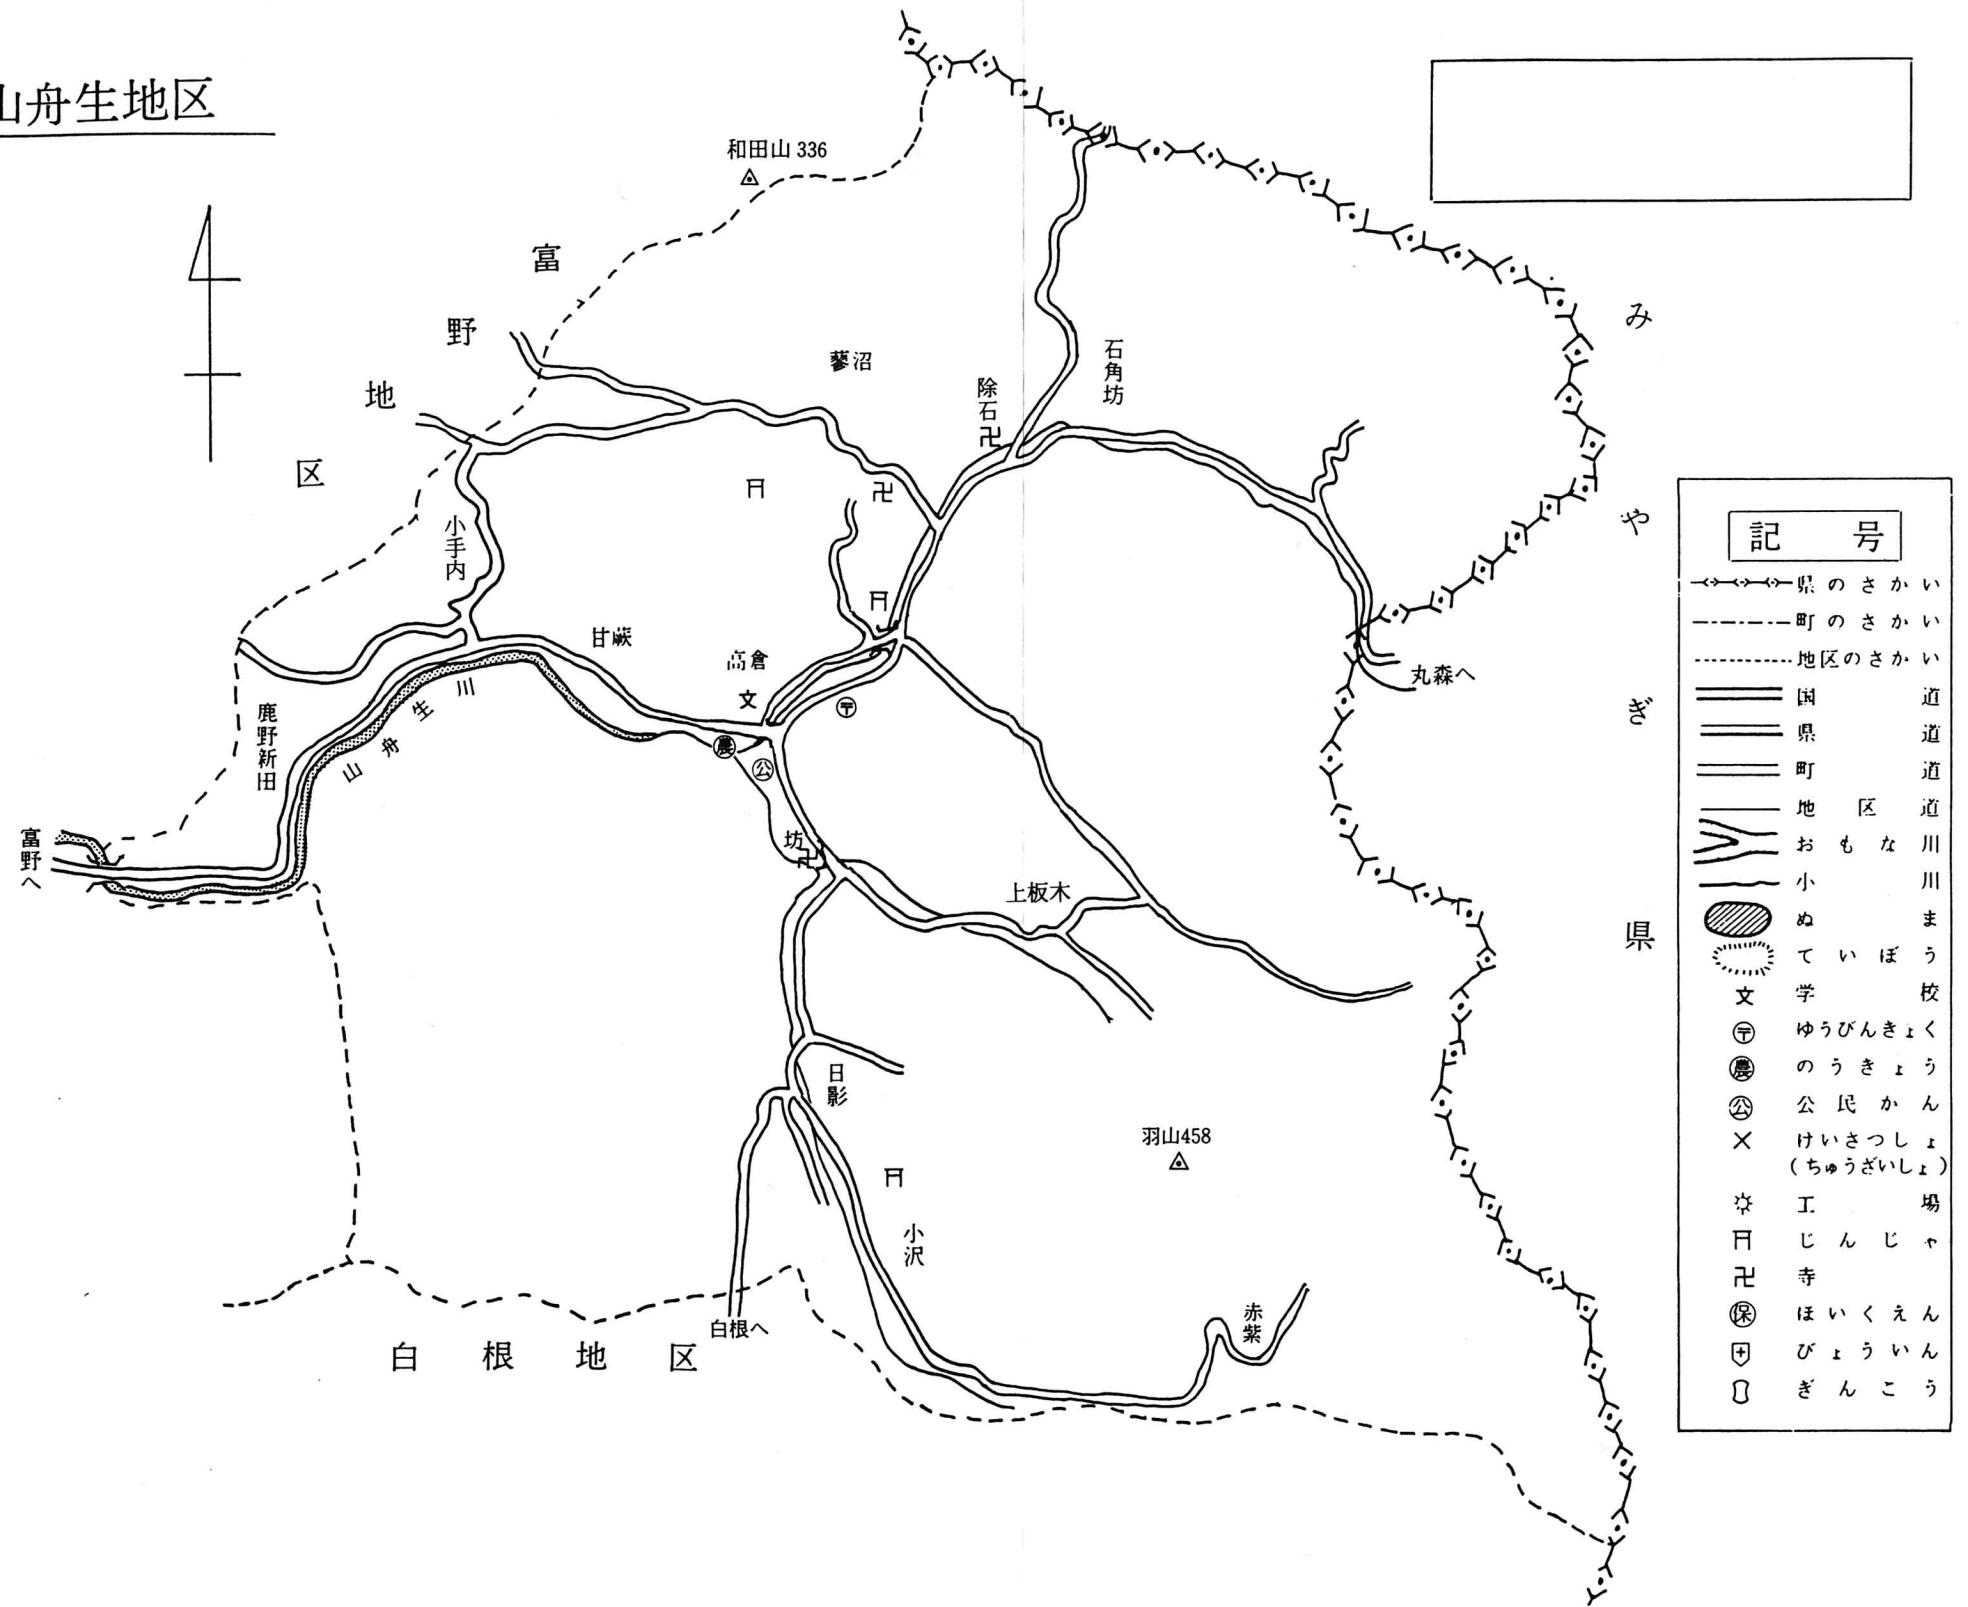 山舟生地区
和田山 336
富野地区
蓼沼
除石
石角坊
小手内
甘蕨
高倉
文
〒
農
公
坊
鹿野新田
山舟生川
富野へ
上板木
日影
羽山458
小沢
赤紫
白根へ
白根地区
丸森へ
みやぎ県
記号
県のさかい
町のさかい
地区のさかい
国道
県道
町道
地区道
おもな川
小川
ぬま
ていぼう
文 学校
〒 ゆうびんきょく
農 のうきょう
公 公民かん
けいさつしょ
(ちゅうざいしょ)
工場
じんじゃ
卍 寺
保 ほいくえん
びょういん
ぎんこう